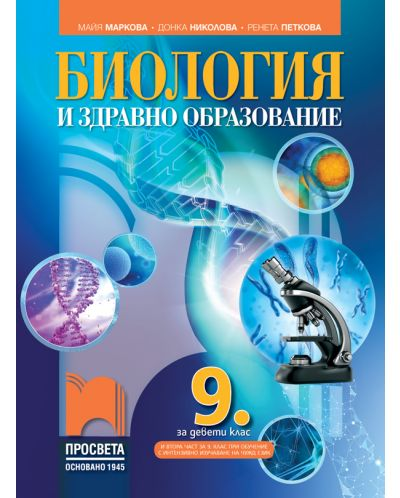 МАЙЯ МАРКОВА • ДОНКА НИКОЛОВА • РЕНЕТА ПЕТКОВА
БИОЛОГИЯ
И ЗДРАВНО ОБРАЗОВАНИЕ
9.
за девети клас
И ВТОРА ЧАСТ ЗА 9. КЛАС ПРИ ОБУЧЕНИЕ
С ИНТЕНЗИВНО ИЗУЧАВАНЕ НА ЧУЖД ЕЗИК
ПРОСВЕТА
ОСНОВАНО 1945